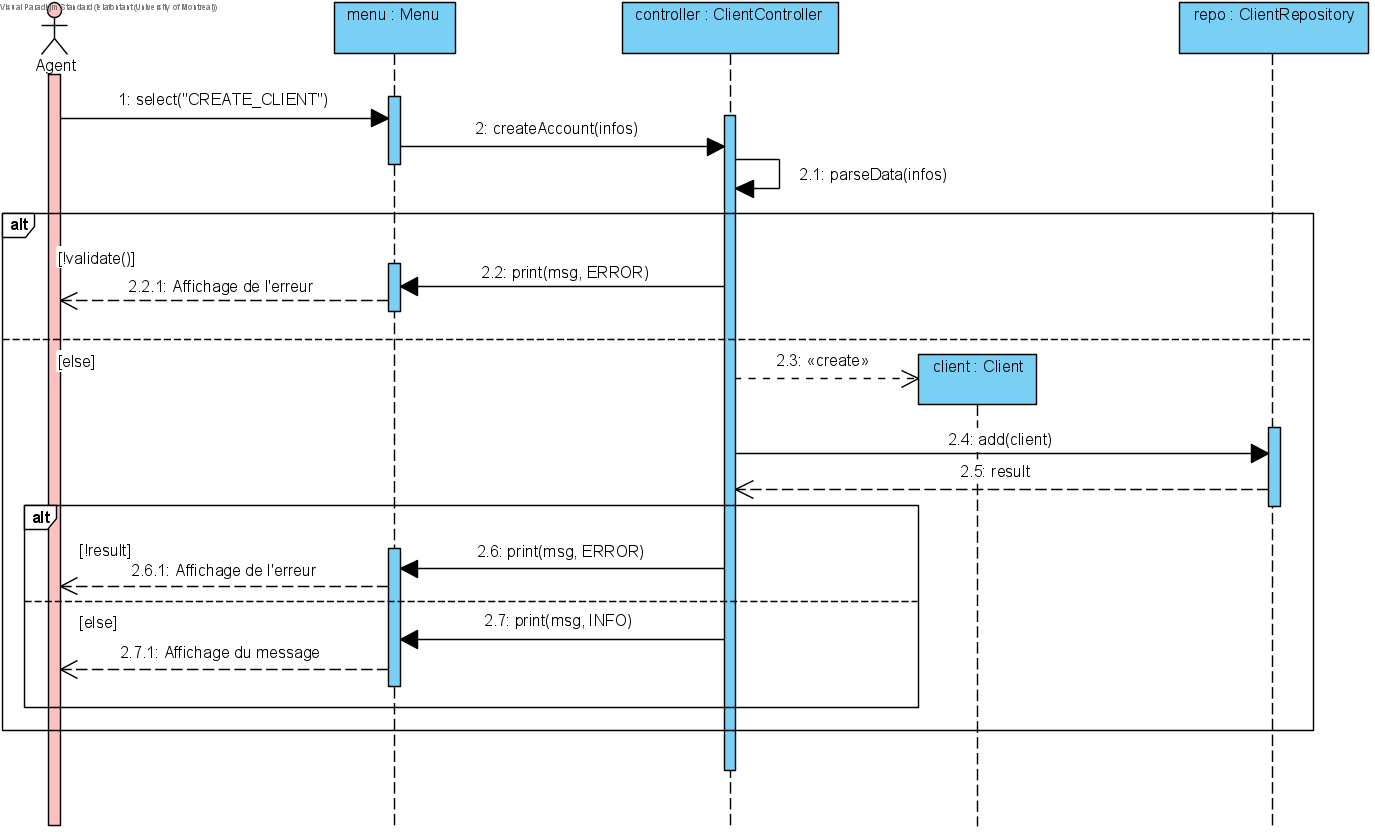 Visual Paradigm Standard (
(University of Montreal))
menu : Menu
controller : ClientController
repo : ClientRepository
Agent
1: select("CREATE_CLIENT")
2: createAccount(infos)
2.1: parseData(infos)
alt
[!validate()]
2.2: print(msg, ERROR)
2.2.1: Affichage de l'erreur
[else]
2.3: «create»
client : Client
2.4: add(client)
2.5: result
alt
[!result]
2.6: print(msg, ERROR)
2.6.1: Affichage de l'erreur
[else]
2.7: print(msg, INFO)
2.7.1: Affichage du message